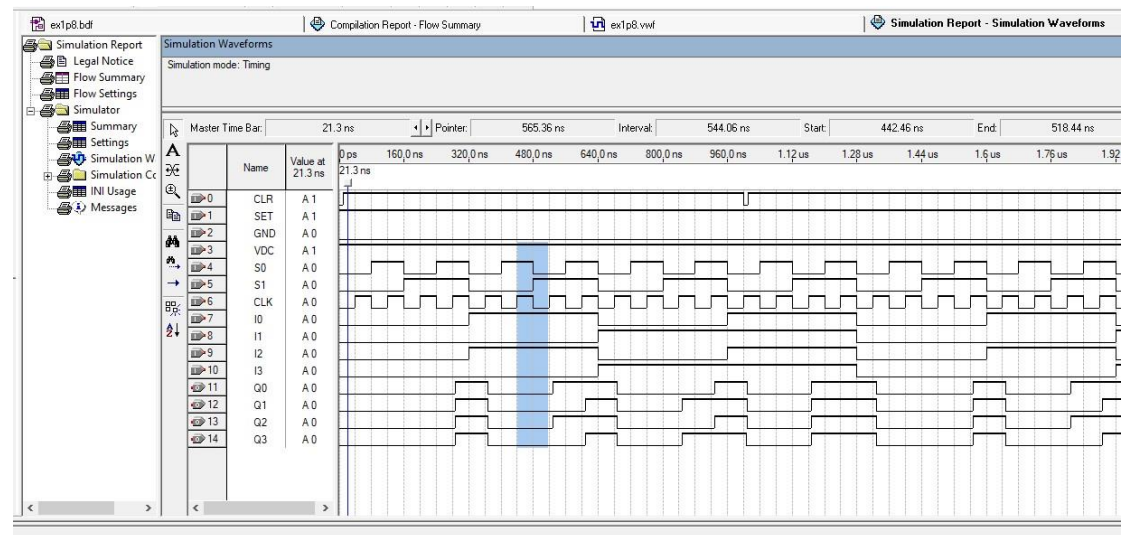 ex1p8.bdf
Compilation Report - Flow Summary
ex1p8.vwf
Simulation Report - Simulation Waveforms
Simulation Report
Legal Notice
Flow Summary
Flow Settings
Simulator
Summary
Settings
Simulation W
Simulation Cc
INI Usage
Messages
Simulation Waveforms
Simulation mode: Timing
Master Time Bar: 21.3 ns Pointer: 565.36 ns Interval: 544.06 ns Start: 442.46 ns End: 518.44 ns
Name Value at 21.3 ns
0 ps 160.0 ns 320.0 ns 480.0 ns 640.0 ns 800.0 ns 960.0 ns 1.12 us 1.28 us 1.44 us 1.6 us 1.76 us 1.92
21.3 ns
0 CLR A 1
1 SET A 1
2 GND A 0
3 VDC A 1
4 S0 A 0
5 S1 A 0
6 CLK A 0
7 I0 A 0
8 I1 A 0
9 I2 A 0
10 I3 A 0
11 Q0 A 0
12 Q1 A 0
13 Q2 A 0
14 Q3 A 0